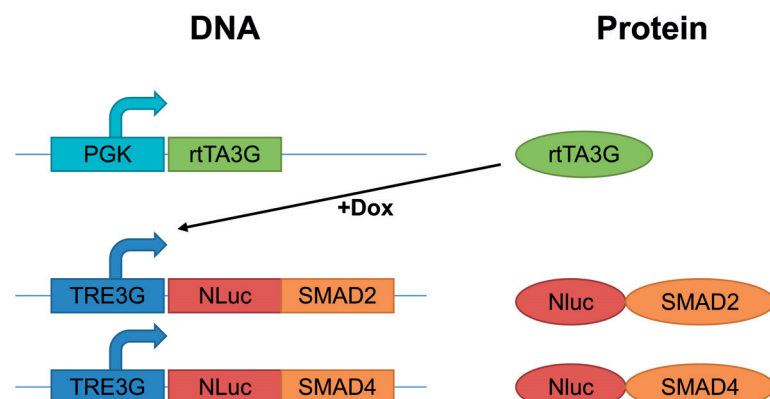 DNA Protein
PGK rtTA3G rtTA3G
+Dox
TRE3G NLuc SMAD2 Nluc SMAD2
TRE3G NLuc SMAD4 Nluc SMAD4